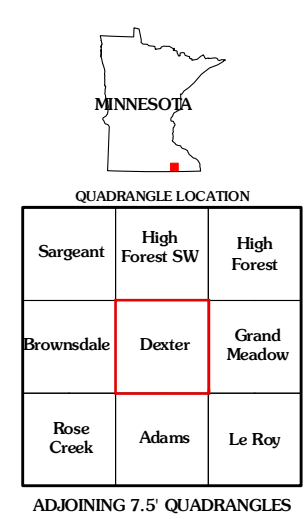 MINNESOTA
QUADRANGLE LOCATION
Sargeant
High
Forest SW
High
Forest
Brownsdale
Dexter
Grand
Meadow
Rose
Creek
Adams
Le Roy
ADJOINING 7.5' QUADRANGLES